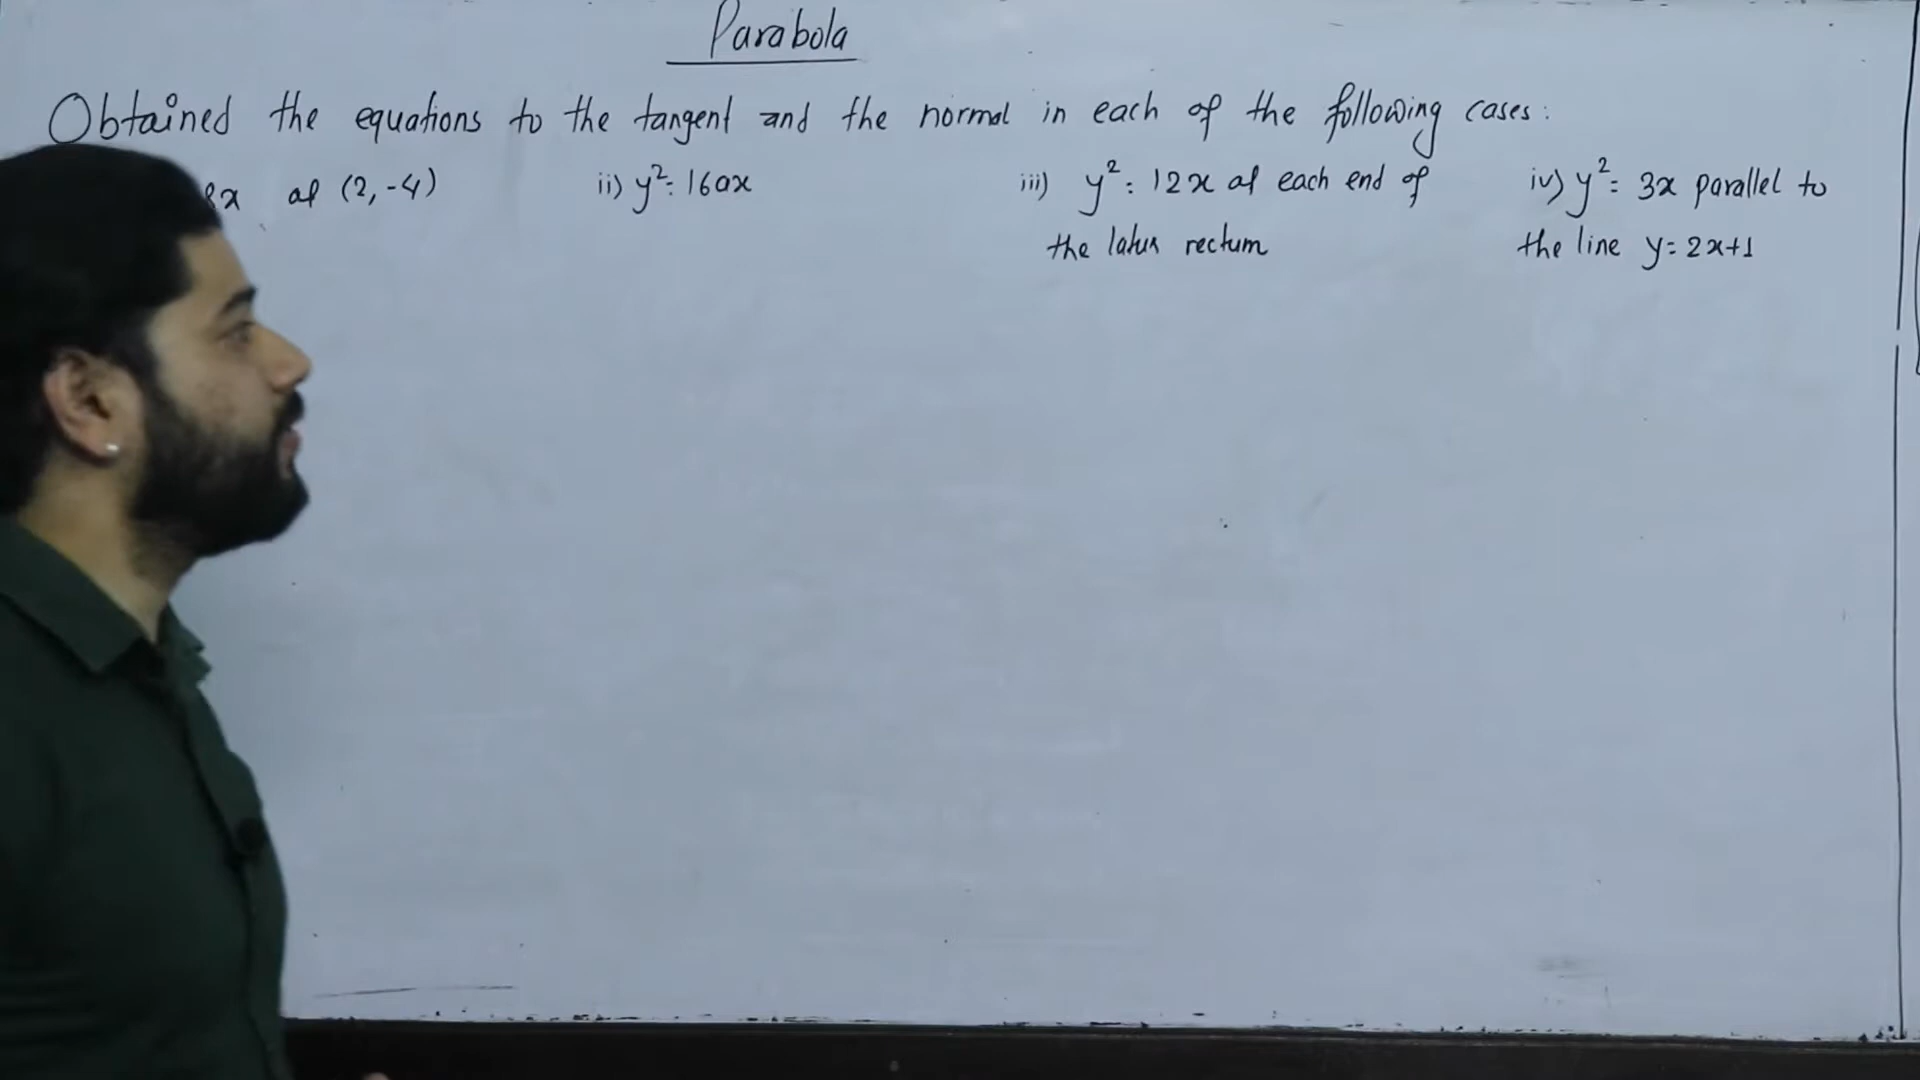 Parabola
Obtained the equations to the tangent and the normal in each of the following cases:
8x at (2,-4) ii) y²=16ax iii) y²=12x at each end of iv) y²=3x parallel to
the latus rectum the line y=2x+1